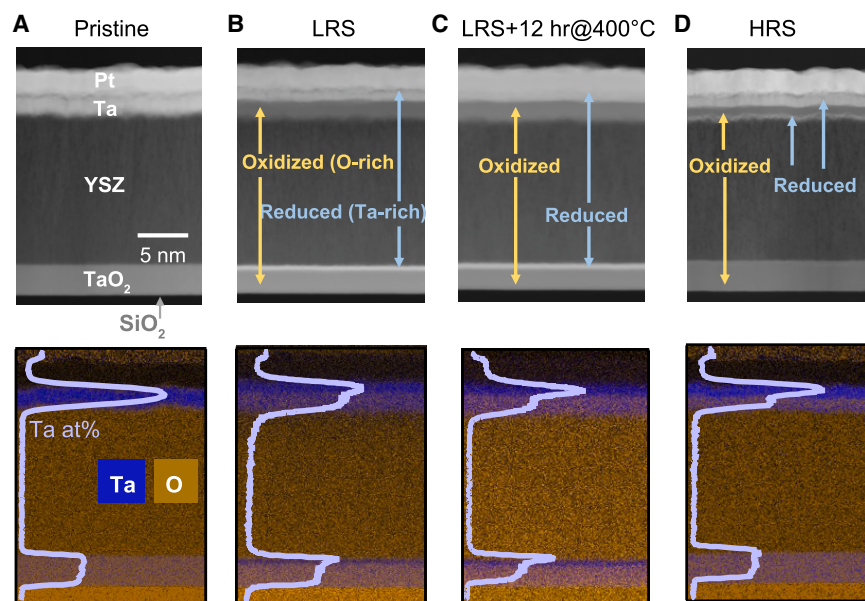 A
Pristine
B
LRS
C
LRS+12 hr@400°C
D
HRS
Pt
Ta
YSZ
5 nm
TaO₂
SiO₂
Oxidized (O-rich
Reduced (Ta-rich)
Oxidized
Reduced
Oxidized
Reduced
Ta at%
Ta
O